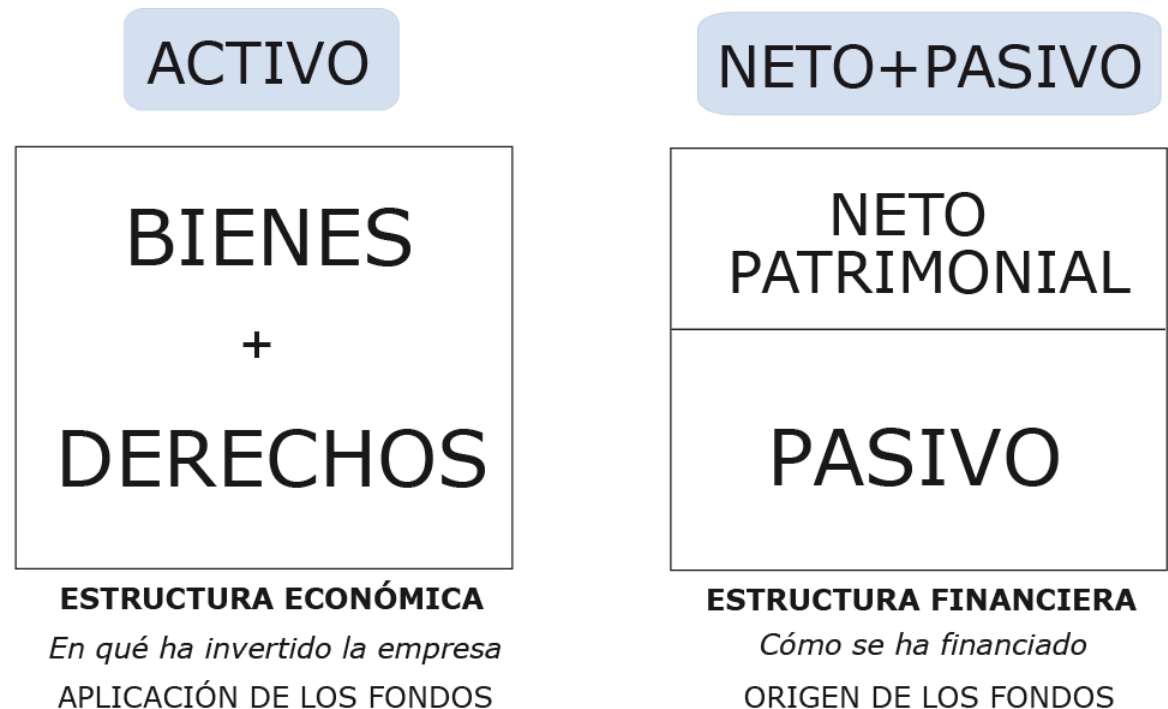 ACTIVO
BIENES
+
DERECHOS
ESTRUCTURA ECONÓMICA
En qué ha invertido la empresa
APLICACIÓN DE LOS FONDOS
NETO+PASIVO
NETO
PATRIMONIAL
PASIVO
ESTRUCTURA FINANCIERA
Cómo se ha financiado
ORIGEN DE LOS FONDOS